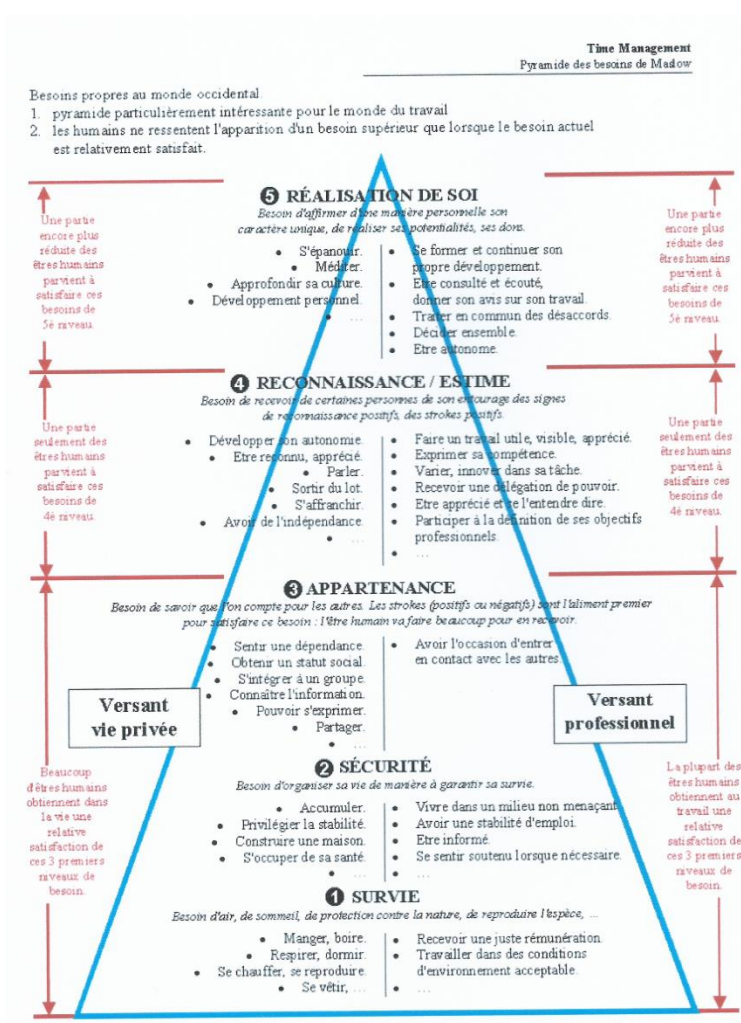 Time Management
Pyramide des besoins de Maslow
Besoins propres au monde occidental.
1. pyramide particulièrement intéressante pour le monde du travail
2. les humains ne ressentent l'apparition d'un besoin supérieur que lorsque le besoin actuel
est relativement satisfait.
❺ RÉALISATION DE SOI
Besoin d'affirmer d'une manière personnelle son
caractère unique, de réaliser ses potentialités, ses dons.
• S'épanouir.
• Méditer.
• Approfondir sa culture.
• Développement personnel.
• …
• Se former et continuer son
propre développement.
• Etre consulté et écouté,
donner son avis sur son travail.
• Traiter en commun des désaccords.
• Décider ensemble.
• Etre autonome.
Une partie
encore plus
réduite des
êtres humains
parvient à
satisfaire ces
besoins de
5è niveau.
Une partie
encore plus
réduite des
êtres humains
parvient à
satisfaire ces
besoins de
5è niveau.
❹ RECONNAISSANCE / ESTIME
Besoin de recevoir de certaines personnes de son entourage des signes
de reconnaissance positifs, des strokes positifs.
• Développer son autonomie.
• Etre reconnu, apprécié.
• Parler.
• Sortir du lot.
• S'affranchir.
• Avoir de l'indépendance.
• …
• Faire un travail utile, visible, apprécié.
• Exprimer sa compétence.
• Varier, innover dans sa tâche.
• Recevoir une délégation de pouvoir.
• Etre apprécié et se l'entendre dire.
• Participer à la définition de ses objectifs
professionnels.
• …
Une partie
seulement des
êtres humains
parvient à
satisfaire ces
besoins de
4è niveau.
Une partie
seulement des
êtres humains
parvient à
satisfaire ces
besoins de
4è niveau.
❸ APPARTENANCE
Besoin de savoir que l'on compte pour les autres. Les strokes (positifs ou négatifs) sont l'aliment premier
pour satisfaire ce besoin : l'être humain va faire beaucoup pour en recevoir.
• Sentir une dépendance.
• Obtenir un statut social.
• S'intégrer à un groupe.
• Connaître l'information.
• Pouvoir s'exprimer.
• Partager.
• …
• Avoir l'occasion d'entrer
en contact avec les autres.
Versant
vie privée
Versant
professionnel
❷ SÉCURITÉ
Besoin d'organiser sa vie de manière à garantir sa survie.
• Accumuler.
• Privilégier la stabilité.
• Construire une maison.
• S'occuper de sa santé.
• …
• Vivre dans un milieu non menaçant.
• Avoir une stabilité d'emploi.
• Etre informé.
• Se sentir soutenu lorsque nécessaire.
• …
Beaucoup
d'êtres humains
obtiennent dans
la vie une
relative
satisfaction de
ces 3 premiers
niveaux de
besoin.
La plupart des
êtres humains
obtiennent au
travail une
relative
satisfaction de
ces 3 premiers
niveaux de
besoin.
❶ SURVIE
Besoin d'air, de sommeil, de protection contre la nature, de reproduire l'espèce, …
• Manger, boire.
• Respirer, dormir.
• Se chauffer, se reproduire.
• Se vêtir, …
• Recevoir une juste rémunération.
• Travailler dans des conditions
d'environnement acceptable.
• …